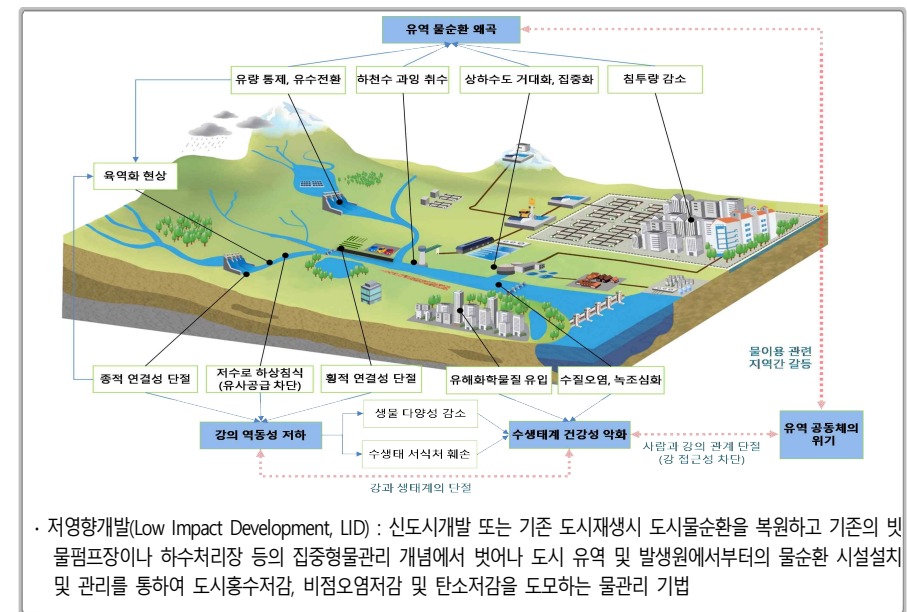 유역 물순환 왜곡
유량 통제, 유수전환
하천수 과잉 취수
상하수도 거대화, 집중화
침투량 감소
육역화 현상
물이용 관련
지역간 갈등
종적 연결성 단절
저수로 하상침식
(유사공급 차단)
횡적 연결성 단절
유해화학물질 유입
수질오염, 녹조심화
강의 역동성 저하
생물 다양성 감소
수생태 서식처 훼손
수생태계 건강성 악화
유역 공동체의
위기
사람과 강의 관계 단절
(강 접근성 차단)
강과 생태계의 단절
· 저영향개발(Low Impact Development, LID) : 신도시개발 또는 기존 도시재생시 도시물순환을 복원하고 기존의 빗
물펌프장이나 하수처리장 등의 집중형물관리 개념에서 벗어나 도시 유역 및 발생원에서부터의 물순환 시설설치
및 관리를 통하여 도시홍수저감, 비점오염저감 및 탄소저감을 도모하는 물관리 기법